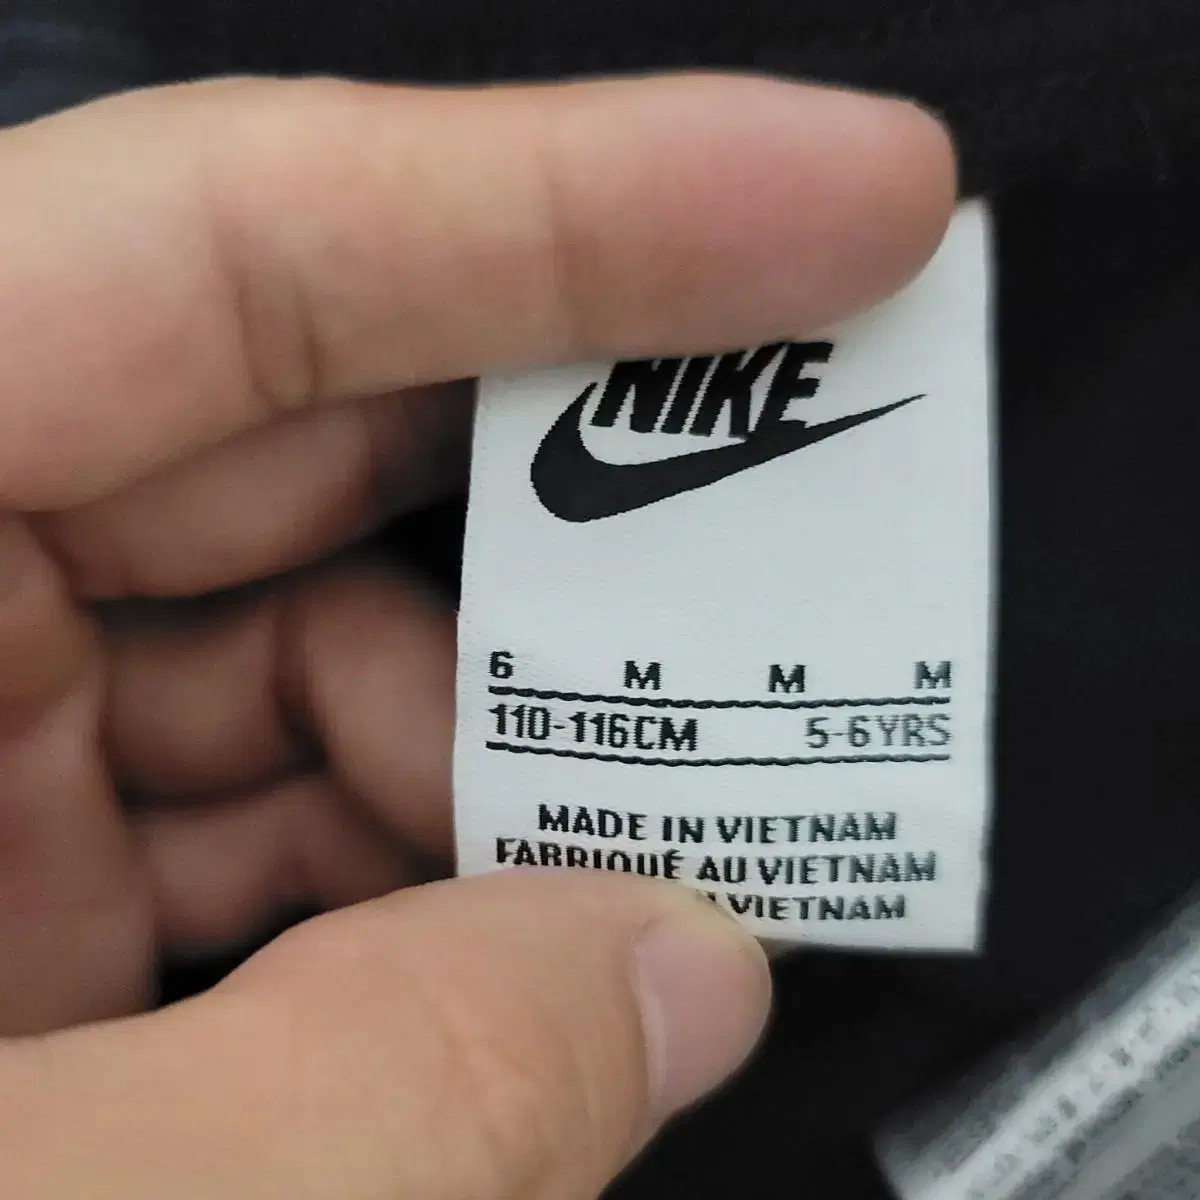 NIKE
6 M M M
110-116CM 5-6YRS
MADE IN VIETNAM
FABRIQUÉ AU VIETNAM
VIETNAM